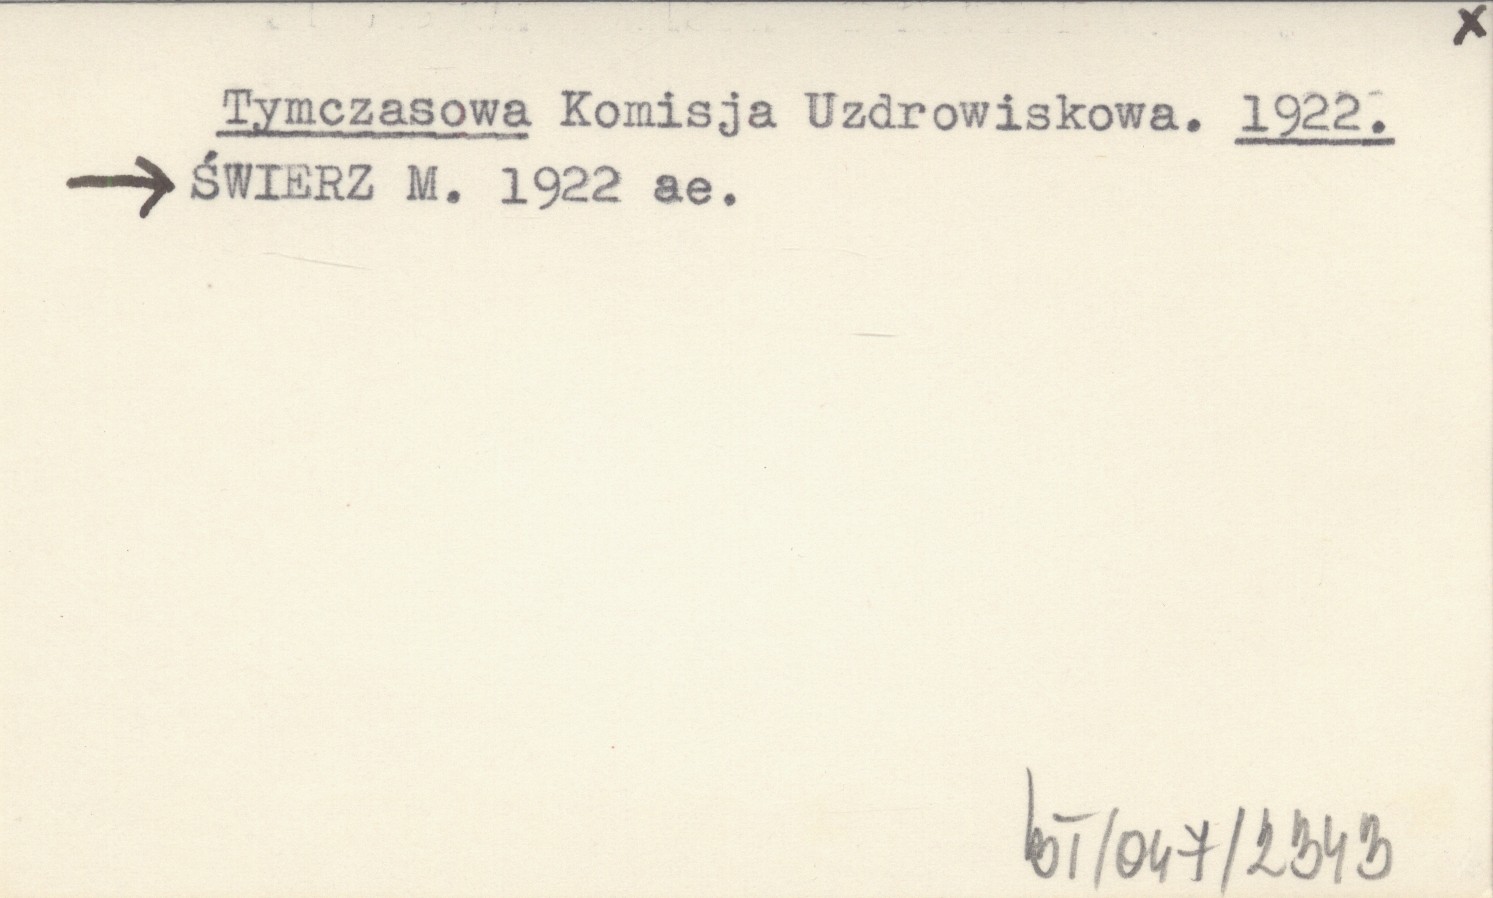 x
Tymczasowa Komisja Uzdrowiskowa. 1922.
→ ŚWIERZ M. 1922 ae.
bT/047/2343